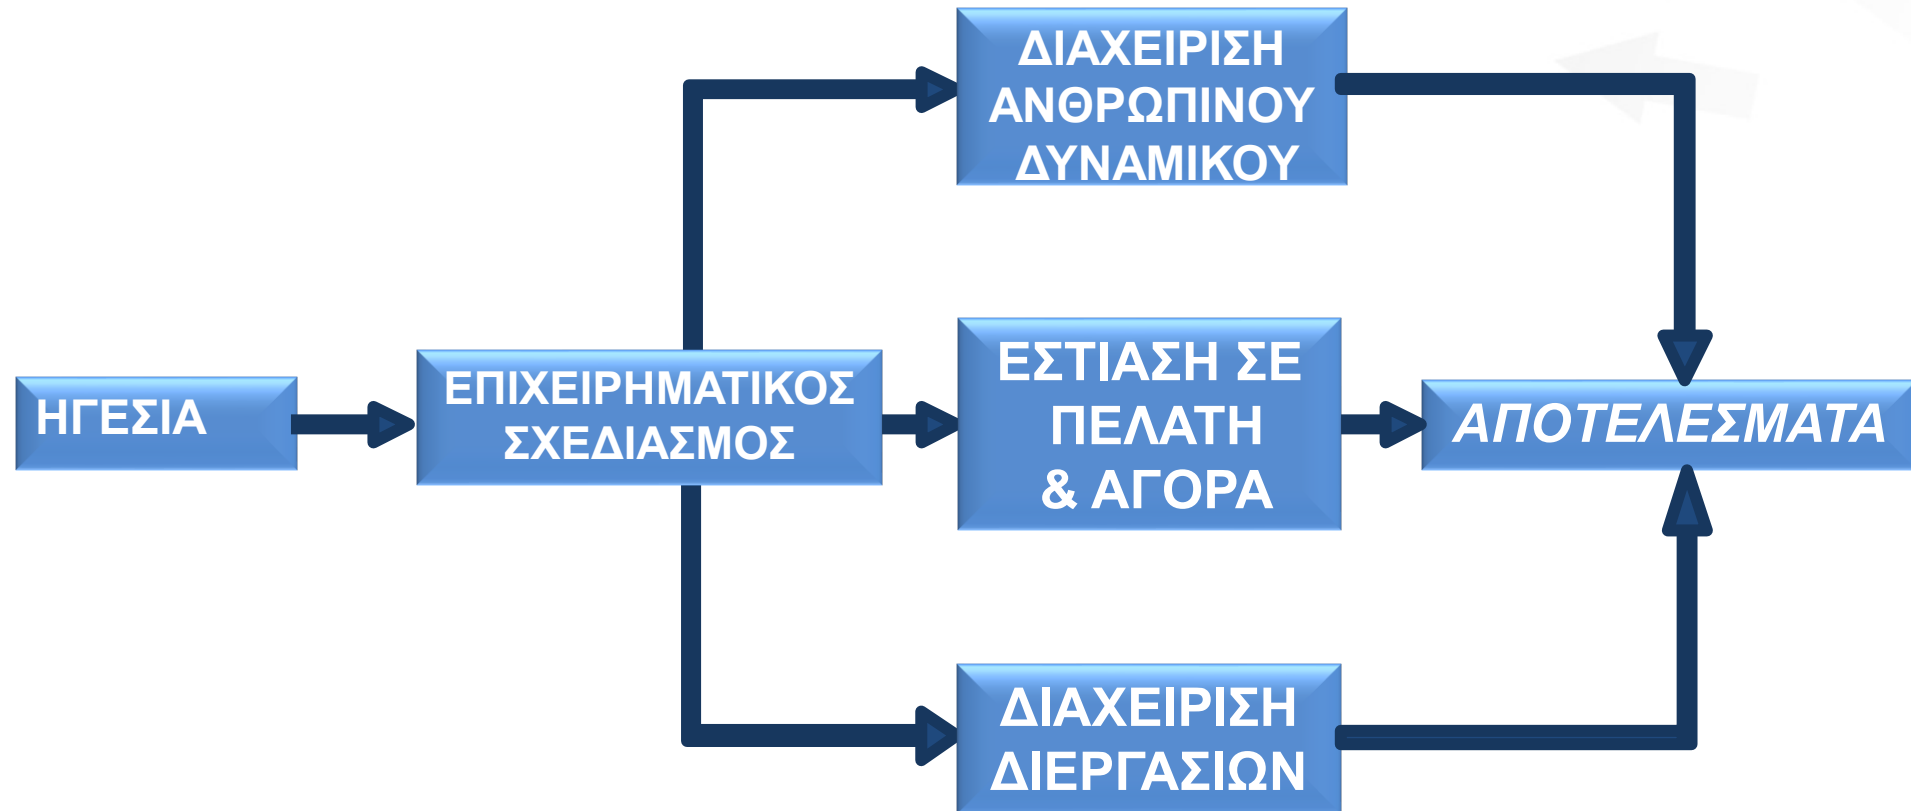 ΗΓΕΣΙΑ
ΕΠΙΧΕΙΡΗΜΑΤΙΚΟΣ
ΣΧΕΔΙΑΣΜΟΣ
ΔΙΑΧΕΙΡΙΣΗ
ΑΝΘΡΩΠΙΝΟΥ
ΔΥΝΑΜΙΚΟΥ
ΕΣΤΙΑΣΗ ΣΕ
ΠΕΛΑΤΗ
& ΑΓΟΡΑ
ΔΙΑΧΕΙΡΙΣΗ
ΔΙΕΡΓΑΣΙΩΝ
ΑΠΟΤΕΛΕΣΜΑΤΑ